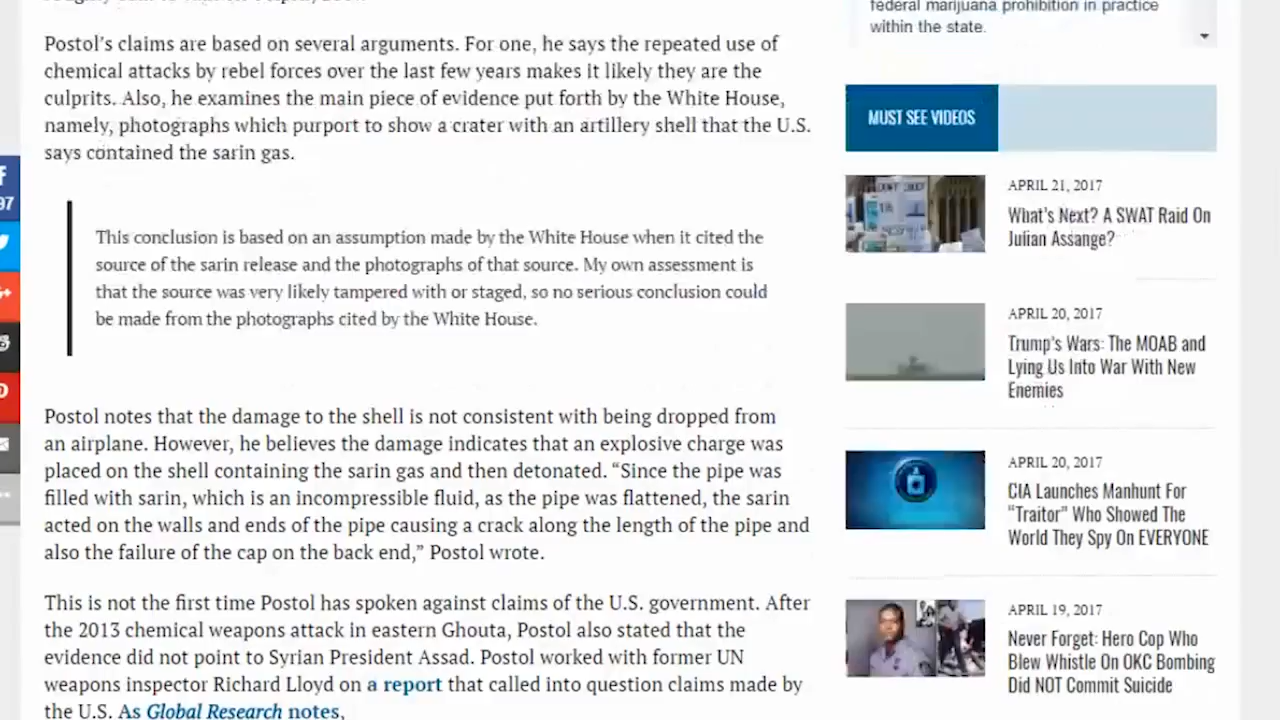 Postol's claims are based on several arguments. For one, he says the repeated use of
chemical attacks by rebel forces over the last few years makes it likely they are the
culprits. Also, he examines the main piece of evidence put forth by the White House,
namely, photographs which purport to show a crater with an artillery shell that the U.S.
says contained the sarin gas.
This conclusion is based on an assumption made by the White House when it cited the
source of the sarin release and the photographs of that source. My own assessment is
that the source was very likely tampered with or staged, so no serious conclusion could
be made from the photographs cited by the White House.
Postol notes that the damage to the shell is not consistent with being dropped from
an airplane. However, he believes the damage indicates that an explosive charge was
placed on the shell containing the sarin gas and then detonated. “Since the pipe was
filled with sarin, which is an incompressible fluid, as the pipe was flattened, the sarin
acted on the walls and ends of the pipe causing a crack along the length of the pipe and
also the failure of the cap on the back end,” Postol wrote.
This is not the first time Postol has spoken against claims of the U.S. government. After
the 2013 chemical weapons attack in eastern Ghouta, Postol also stated that the
evidence did not point to Syrian President Assad. Postol worked with former UN
weapons inspector Richard Lloyd on a report that called into question claims made by
the U.S. As Global Research notes,
federal marijuana prohibition in practice
within the state.
MUST SEE VIDEOS
APRIL 21, 2017
What's Next? A SWAT Raid On
Julian Assange?
APRIL 20, 2017
Trump's Wars: The MOAB and
Lying Us Into War With New
Enemies
APRIL 20, 2017
CIA Launches Manhunt For
“Traitor” Who Showed The
World They Spy On EVERYONE
APRIL 19, 2017
Never Forget: Hero Cop Who
Blew Whistle On OKC Bombing
Did NOT Commit Suicide
97